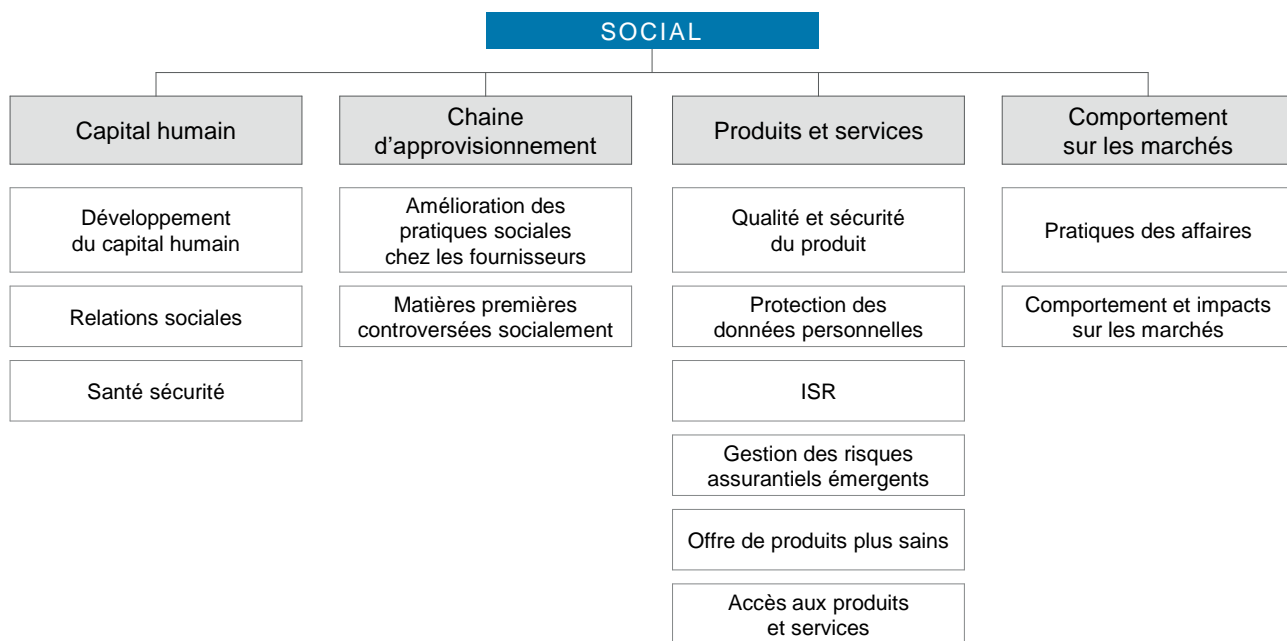 SOCIAL
Capital humain
Chaine
d'approvisionnement
Produits et services
Comportement
sur les marchés
Développement
du capital humain
Amélioration des
pratiques sociales
chez les fournisseurs
Qualité et sécurité
du produit
Pratiques des affaires
Relations sociales
Matières premières
controversées socialement
Protection des
données personnelles
Comportement et impacts
sur les marchés
Santé sécurité
ISR
Gestion des risques
assurantiels émergents
Offre de produits plus sains
Accès aux produits
et services